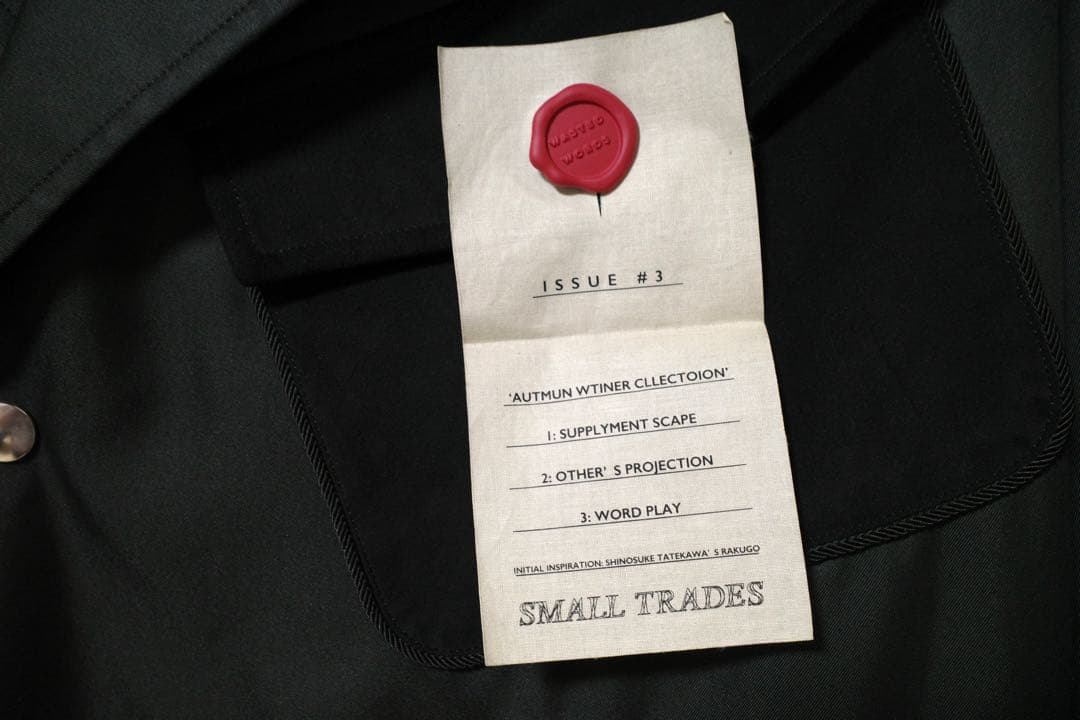 WASTED
WORDS
ISSUE #3
'AUTMUN WTINER CLLECTOION'
1: SUPPLYMENT SCAPE
2: OTHER' S PROJECTION
3: WORD PLAY
INITIAL INSPIRATION: SHINOSUKE TATEKAWA' S RAKUGO
SMALL TRADES